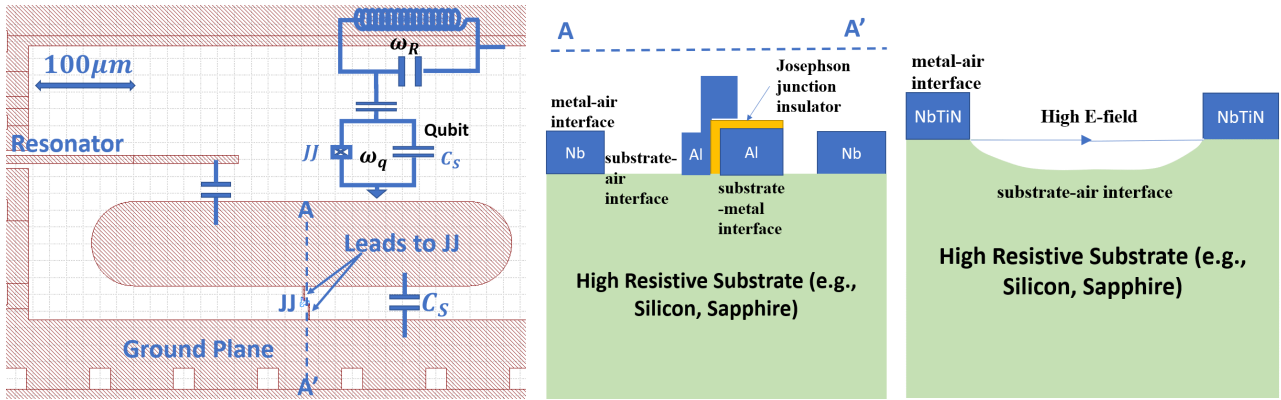 100μm
Resonator
ω_R
Qubit
JJ
ω_q
C_S
A
Leads to JJ
JJ
C_S
Ground Plane
A'
A
A'
metal-air
interface
Josephson
junction
insulator
Nb
substrate-
air
interface
Al
Al
Nb
substrate
-metal
interface
High Resistive Substrate (e.g.,
Silicon, Sapphire)
metal-air
interface
NbTiN
High E-field
NbTiN
substrate-air interface
High Resistive Substrate (e.g.,
Silicon, Sapphire)